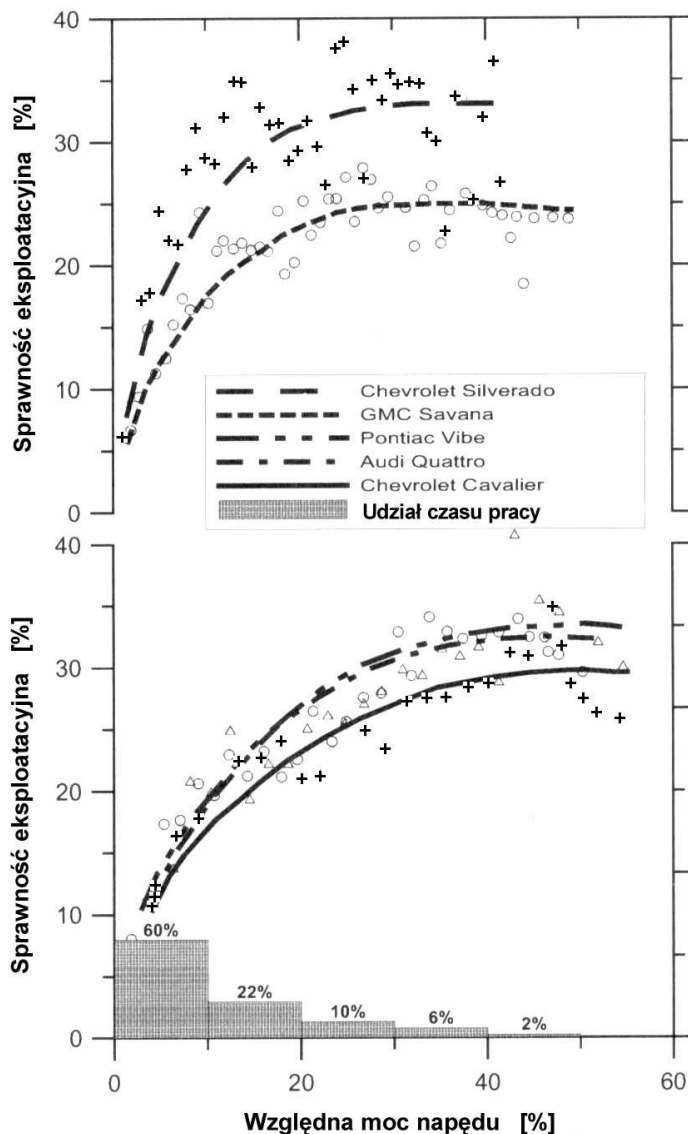 40
30
20
10
0
Sprawność eksploatacyjna [%]
Chevrolet Silverado
GMC Savana
Pontiac Vibe
Audi Quattro
Chevrolet Cavalier
Udział czasu pracy
40
30
20
10
0
Sprawność eksploatacyjna [%]
60%
22%
10%
6%
2%
0 20 40 60
Względna moc napędu [%]